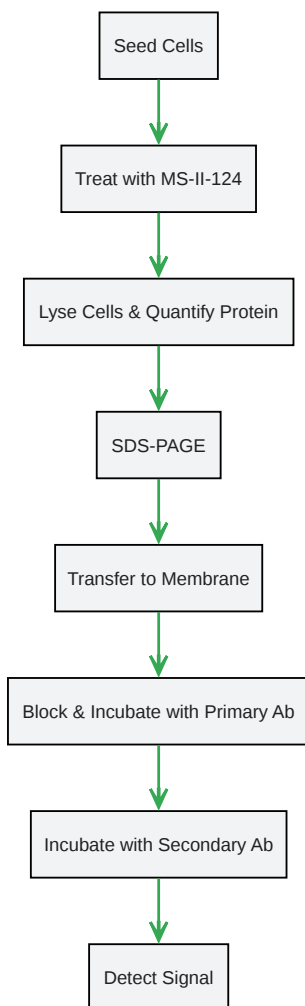 Seed Cells
Treat with MS-II-124
Lyse Cells & Quantify Protein
SDS-PAGE
Transfer to Membrane
Block & Incubate with Primary Ab
Incubate with Secondary Ab
Detect Signal